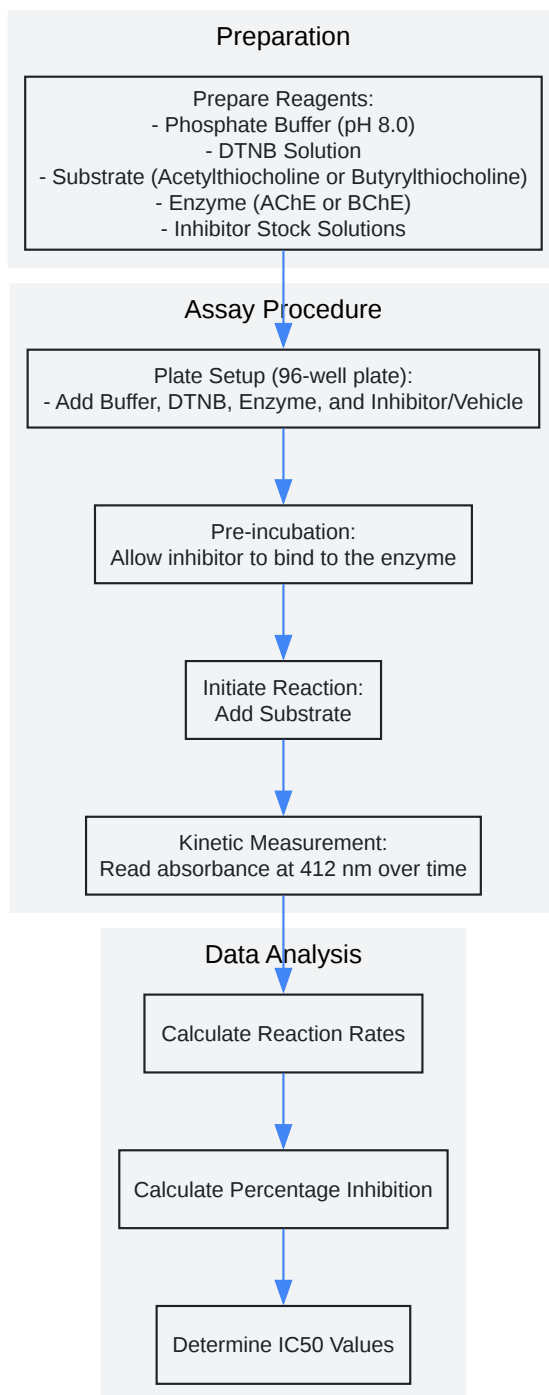 Preparation
Prepare Reagents:
- Phosphate Buffer (pH 8.0)
- DTNB Solution
- Substrate (Acetylthiocholine or Butyrylthiocholine)
- Enzyme (AChE or BChE)
- Inhibitor Stock Solutions
Assay Procedure
Plate Setup (96-well plate):
- Add Buffer, DTNB, Enzyme, and Inhibitor/Vehicle
Pre-incubation:
Allow inhibitor to bind to the enzyme
Initiate Reaction:
Add Substrate
Kinetic Measurement:
Read absorbance at 412 nm over time
Data Analysis
Calculate Reaction Rates
Calculate Percentage Inhibition
Determine IC50 Values